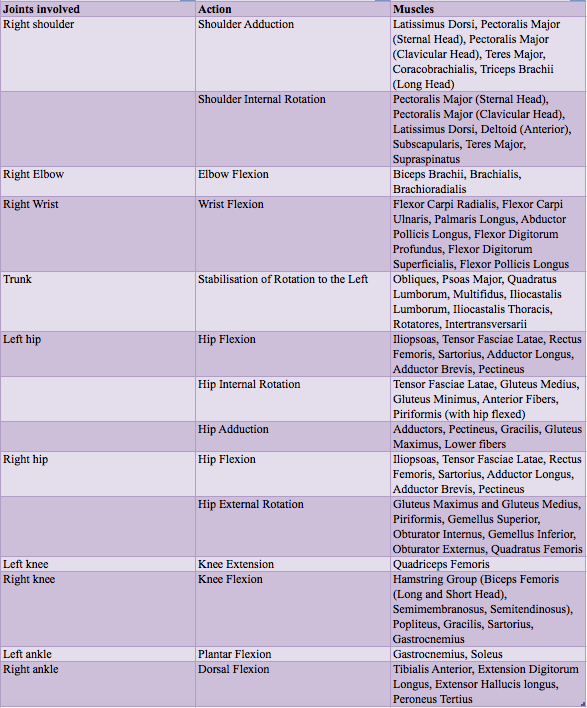 Joints involved Action Muscles
Right shoulder Shoulder Adduction Latissimus Dorsi, Pectoralis Major
(Sternal Head), Pectoralis Major
(Clavicular Head), Teres Major,
Coracobrachialis, Triceps Brachii
(Long Head)
Shoulder Internal Rotation Pectoralis Major (Sternal Head),
Pectoralis Major (Clavicular Head),
Latissimus Dorsi, Deltoid (Anterior),
Subscapularis, Teres Major,
Supraspinatus
Right Elbow Elbow Flexion Biceps Brachii, Brachialis,
Brachioradialis
Right Wrist Wrist Flexion Flexor Carpi Radialis, Flexor Carpi
Ulnaris, Palmaris Longus, Abductor
Pollicis Longus, Flexor Digitorum
Profundus, Flexor Digitorum
Superficialis, Flexor Pollicis Longus
Trunk Stabilisation of Rotation to the Left Obliques, Psoas Major, Quadratus
Lumborum, Multifidus, Iliocastalis
Lumborum, Iliocastalis Thoracis,
Rotatores, Intertransversarii
Left hip Hip Flexion Iliopsoas, Tensor Fasciae Latae, Rectus
Femoris, Sartorius, Adductor Longus,
Adductor Brevis, Pectineus
Hip Internal Rotation Tensor Fasciae Latae, Gluteus Medius,
Gluteus Minimus, Anterior Fibers,
Piriformis (with hip flexed)
Hip Adduction Adductors, Pectineus, Gracilis, Gluteus
Maximus, Lower fibers
Right hip Hip Flexion Iliopsoas, Tensor Fasciae Latae, Rectus
Femoris, Sartorius, Adductor Longus,
Adductor Brevis, Pectineus
Hip External Rotation Gluteus Maximus and Gluteus Medius,
Piriformis, Gemellus Superior,
Obturator Internus, Gemellus Inferior,
Obturator Externus, Quadratus Femoris
Left knee Knee Extension Quadriceps Femoris
Right knee Knee Flexion Hamstring Group (Biceps Femoris
(Long and Short Head),
Semimembranosus, Semitendinosus),
Popliteus, Gracilis, Sartorius,
Gastrocnemius
Left ankle Plantar Flexion Gastrocnemius, Soleus
Right ankle Dorsal Flexion Tibialis Anterior, Extension Digitorum
Longus, Extensor Hallucis longus,
Peroneus Tertius